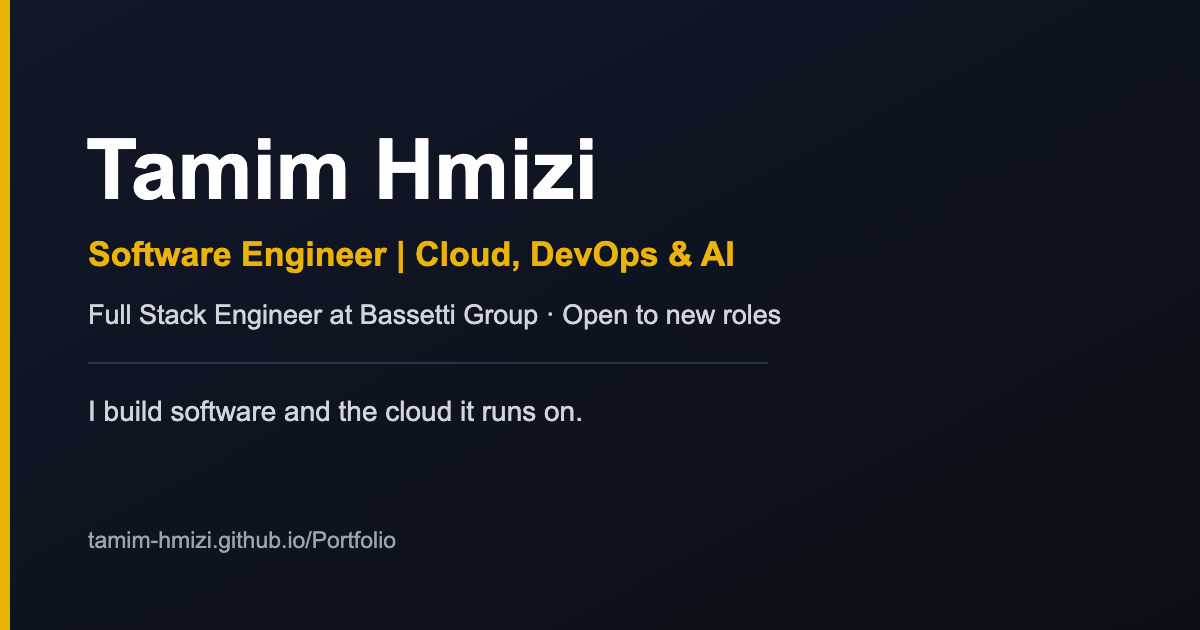 Tamim Hmizi
Software Engineer | Cloud, DevOps & AI
Full Stack Engineer at Bassetti Group · Open to new roles
I build software and the cloud it runs on.
tamim-hmizi.github.io/Portfolio